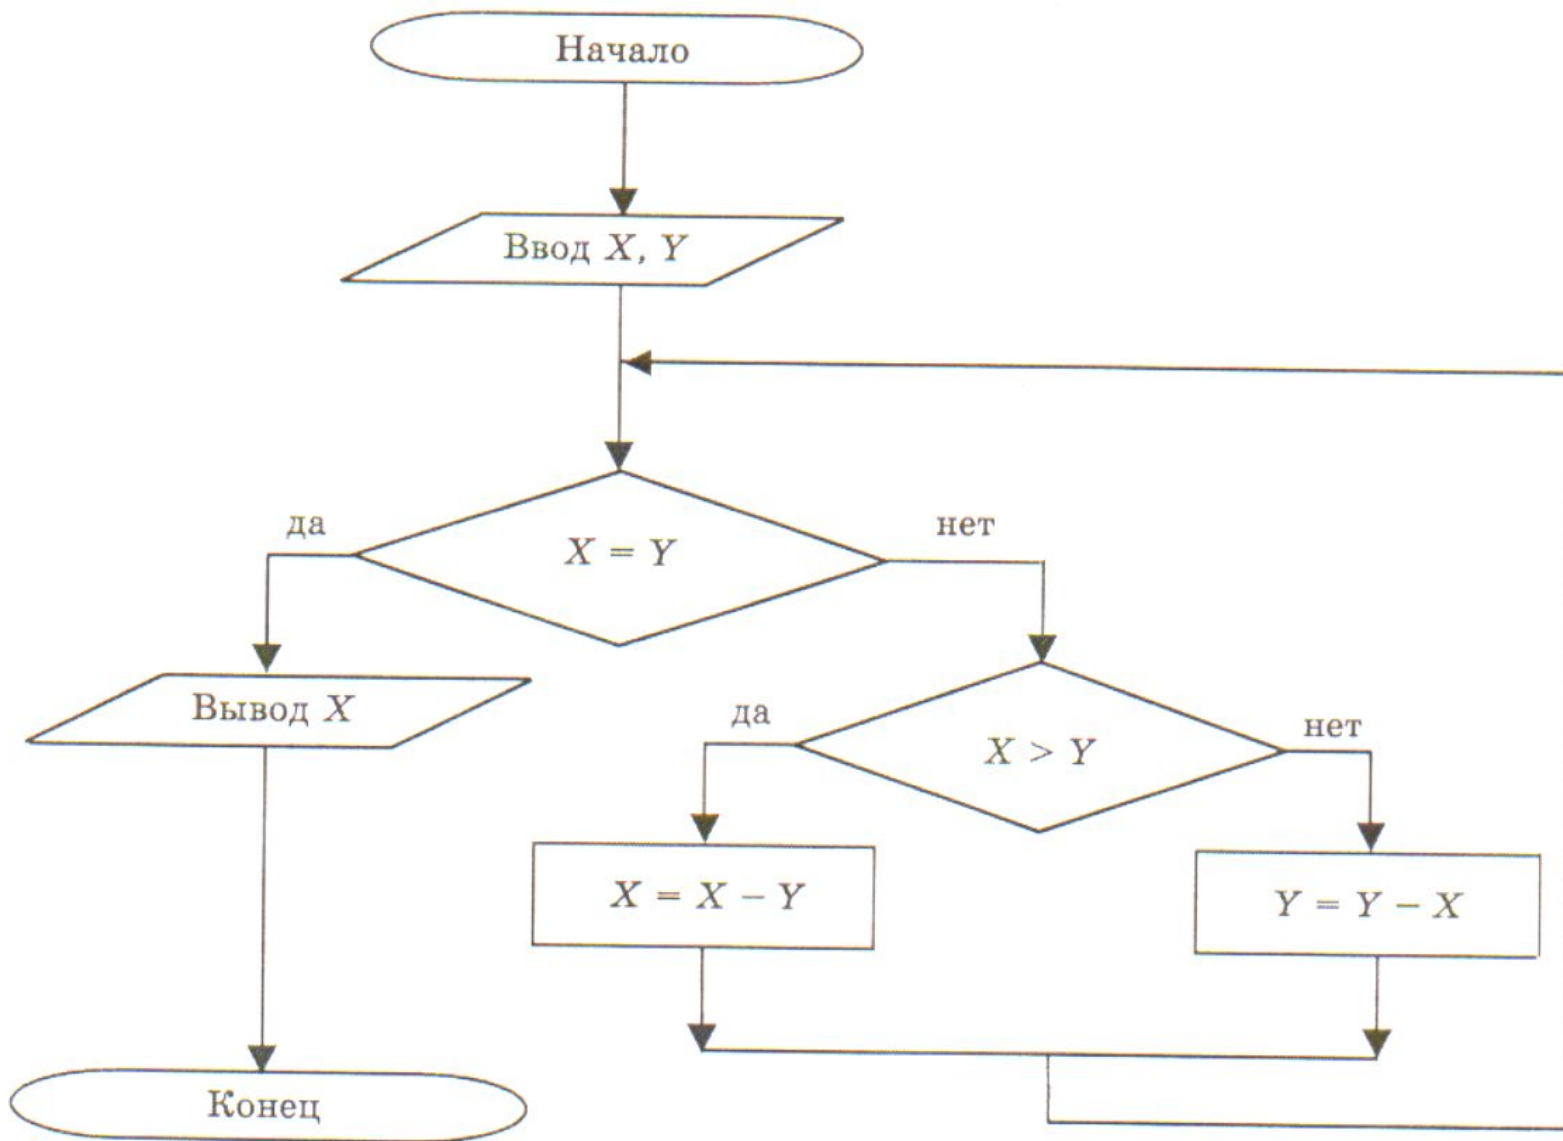 Начало
Ввод X, Y
да
X = Y
нет
Вывод X
да
X > Y
нет
X = X − Y
Y = Y − X
Конец